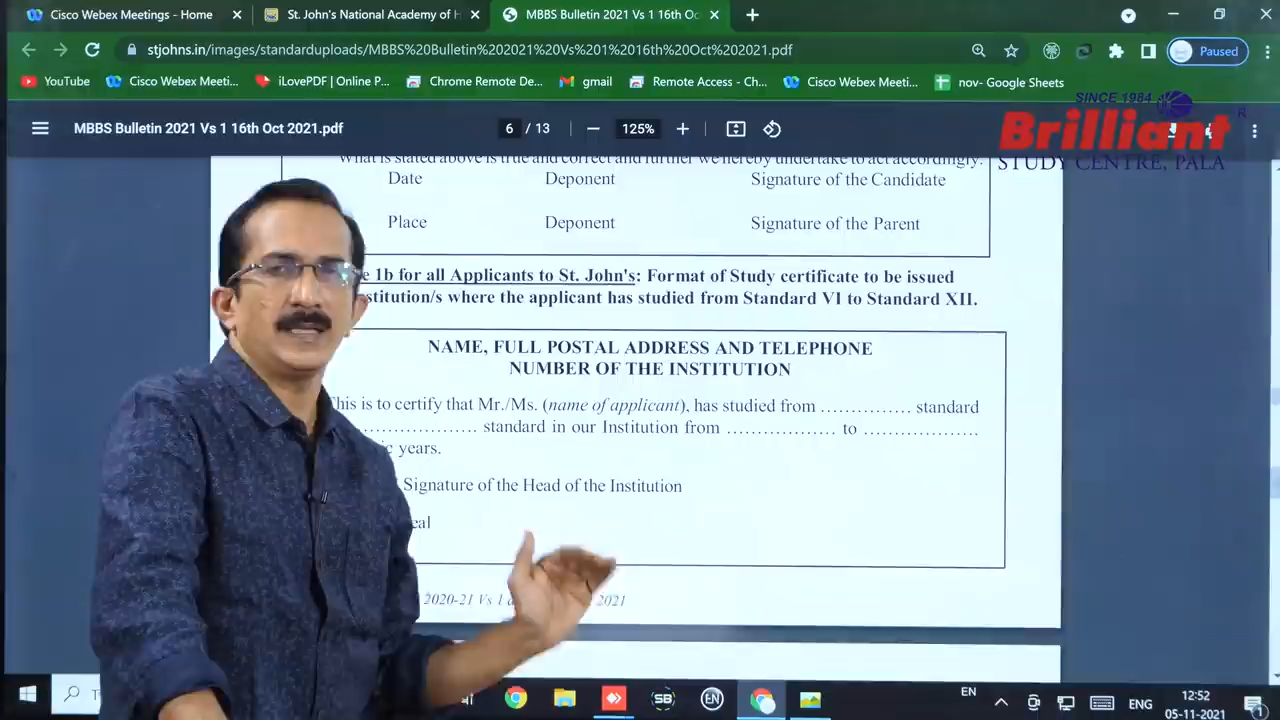 Cisco Webex Meetings - Home
St. John's National Academy of H
MBBS Bulletin 2021 Vs 1 16th Oc
stjohns.in/images/standarduploads/MBBS%20Bulletin%202021%20Vs%201%2016th%20Oct%202021.pdf
Paused
YouTube
Cisco Webex Meeti...
iLovePDF | Online P...
Chrome Remote De...
gmail
Remote Access - Ch...
Cisco Webex Meeti...
nov- Google Sheets
SINCE 1984
Brilliant
R
STUDY CENTRE, PALA
MBBS Bulletin 2021 Vs 1 16th Oct 2021.pdf
6 / 13
125%
What is stated above is true and correct and further we hereby undertake to act accordingly.
Date Deponent Signature of the Candidate
Place Deponent Signature of the Parent
1b for all Applicants to St. John's: Format of Study certificate to be issued
where the applicant has studied from Standard VI to Standard XII.
NAME, FULL POSTAL ADDRESS AND TELEPHONE
NUMBER OF THE INSTITUTION
This is to certify that Mr./Ms. (name of applicant), has studied from …………… standard
………………. standard in our Institution from ……………… to ……………….
years.
Signature of the Head of the Institution
2020-21 Vs 1
2021
SB
EN
EN
ENG
12:52
05-11-2021
1